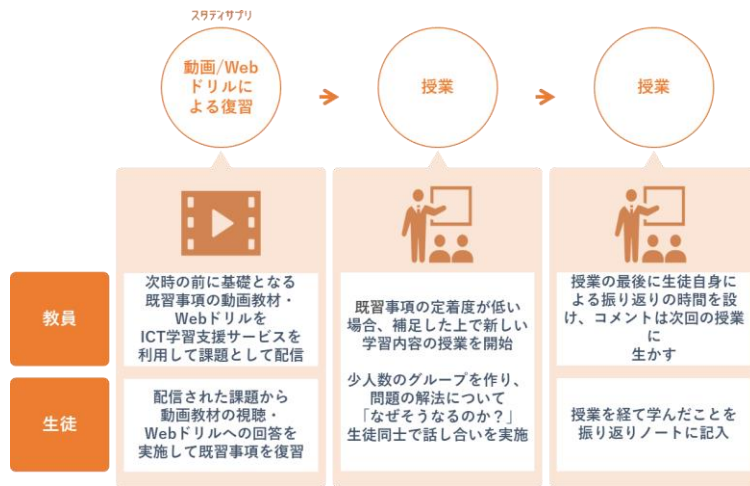 スタディサプリ
動画/Web
ドリルに
よる復習
授業
授業
教員
次時の前に基礎となる
既習事項の動画教材・
Webドリルを
ICT学習支援サービスを
利用して課題として配信
既習事項の定着度が低い
場合、補足した上で新しい
学習内容の授業を開始
少人数のグループを作り、
問題の解法について
「なぜそうなるのか？」
生徒同士で話し合いを実施
授業の最後に生徒自身に
よる振り返りの時間を設
け、コメントは次回の授業
に
生かす
生徒
配信された課題から
動画教材の視聴・
Webドリルへの回答を
実施して既習事項を復習
授業を経て学んだことを
振り返りノートに記入